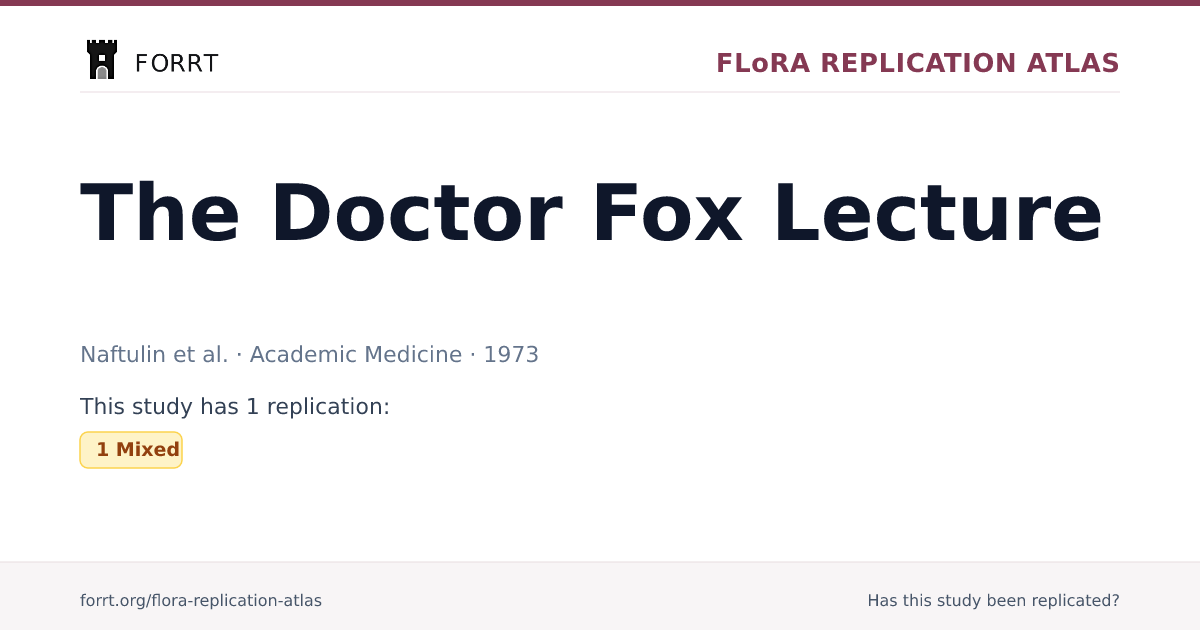 FORRT
FLoRA REPLICATION ATLAS
The Doctor Fox Lecture
Naftulin et al. · Academic Medicine · 1973
This study has 1 replication:
1 Mixed
forrt.org/flora-replication-atlas
Has this study been replicated?